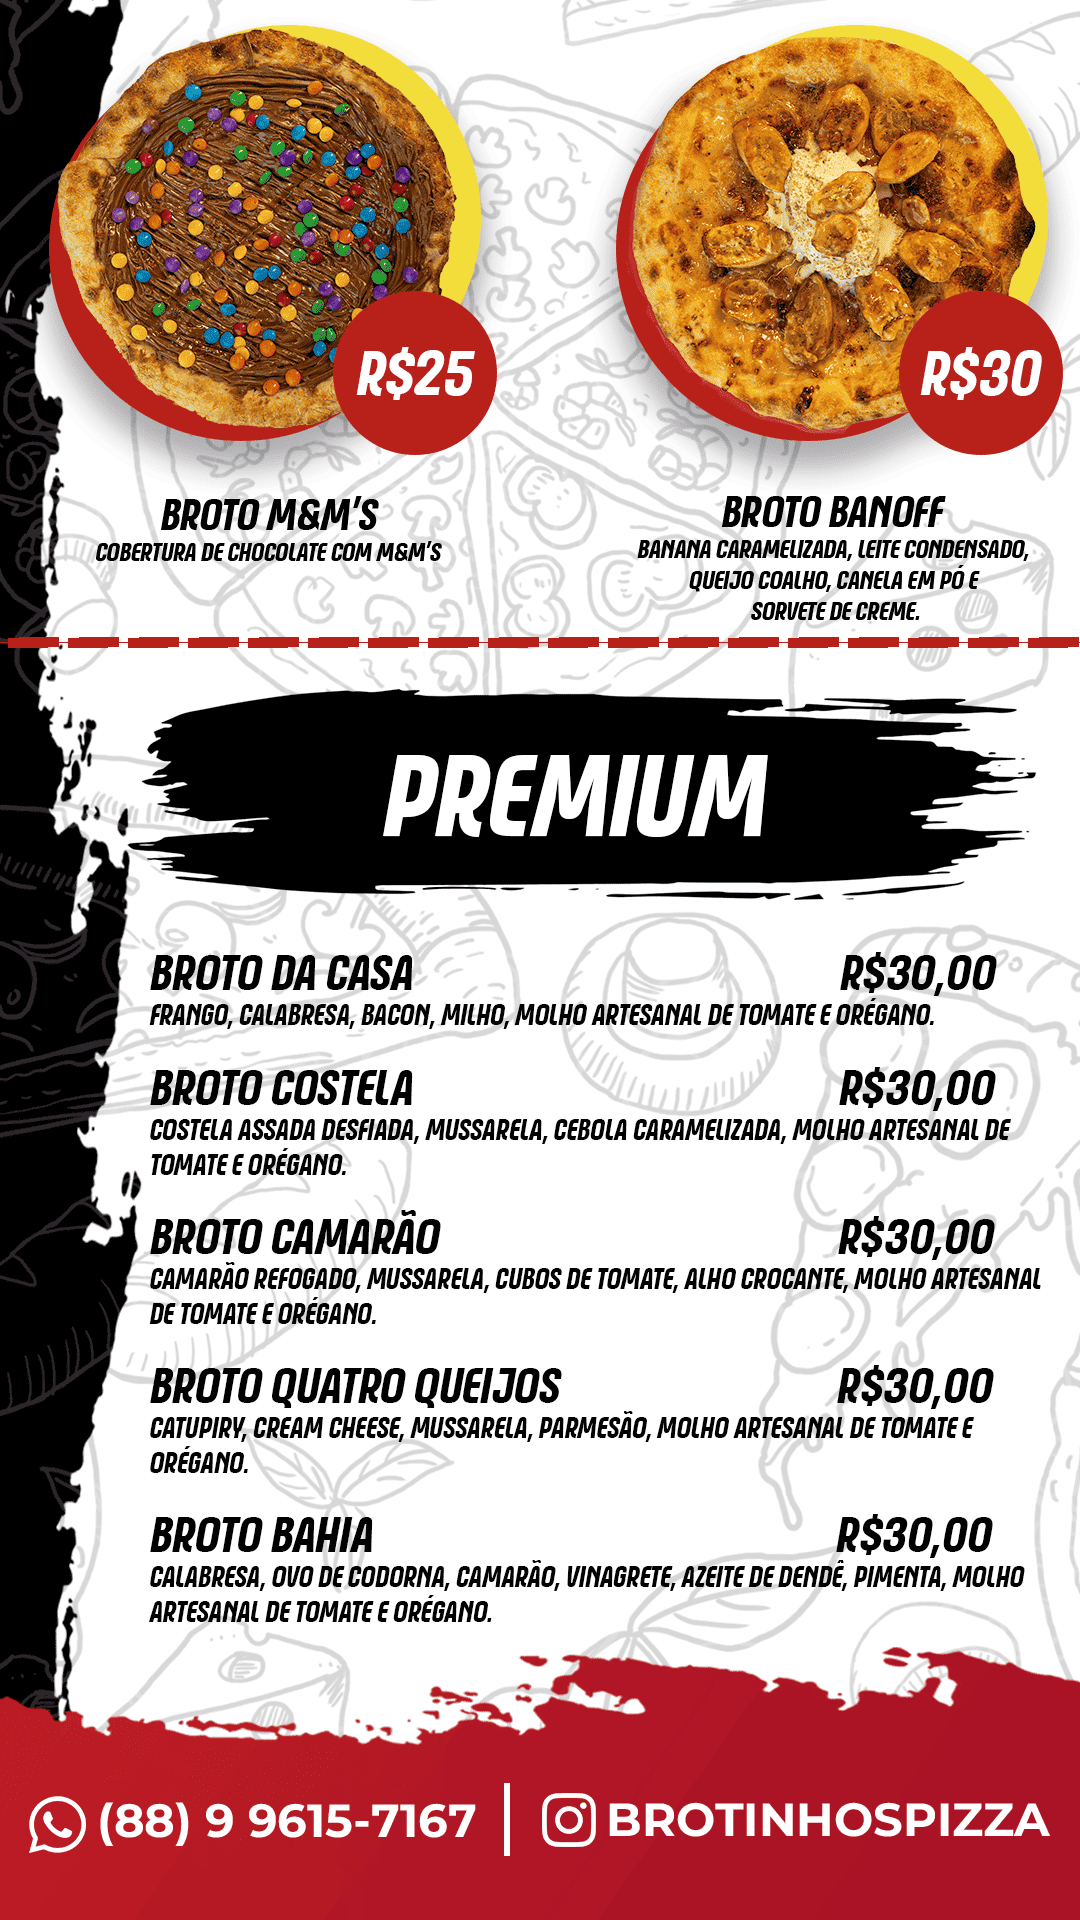 R$25
R$30
BROTO M&M'S
COBERTURA DE CHOCOLATE COM M&M'S
BROTO BANOFF
BANANA CARAMELIZADA, LEITE CONDENSADO,
QUEIJO COALHO, CANELA EM PÓ E
SORVETE DE CREME.
PREMIUM
BROTO DA CASA R$30,00
FRANGO, CALABRESA, BACON, MILHO, MOLHO ARTESANAL DE TOMATE E ORÉGANO.
BROTO COSTELA R$30,00
COSTELA ASSADA DESFIADA, MUSSARELA, CEBOLA CARAMELIZADA, MOLHO ARTESANAL DE
TOMATE E ORÉGANO.
BROTO CAMARÃO R$30,00
CAMARÃO REFOGADO, MUSSARELA, CUBOS DE TOMATE, ALHO CROCANTE, MOLHO ARTESANAL
DE TOMATE E ORÉGANO.
BROTO QUATRO QUEIJOS R$30,00
CATUPIRY, CREAM CHEESE, MUSSARELA, PARMESÃO, MOLHO ARTESANAL DE TOMATE E
ORÉGANO.
BROTO BAHIA R$30,00
CALABRESA, OVO DE CODORNA, CAMARÃO, VINAGRETE, AZEITE DE DENDÊ, PIMENTA, MOLHO
ARTESANAL DE TOMATE E ORÉGANO.
(88) 9 9615-7167 | BROTINHOSPIZZA